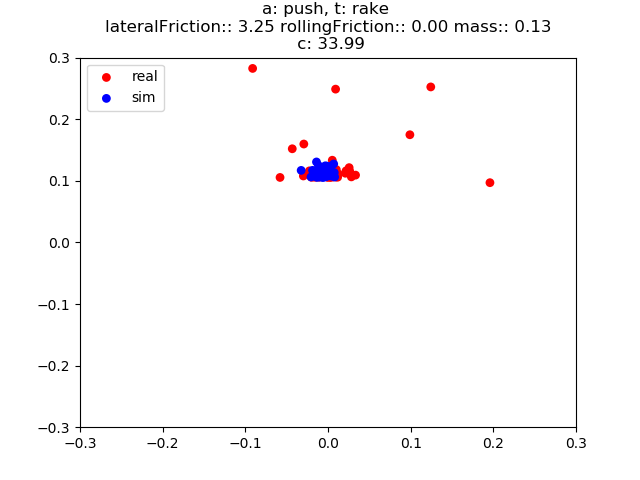 a: push, t: rake
lateralFriction:: 3.25 rollingFriction:: 0.00 mass:: 0.13
c: 33.99
real
sim
0.3
0.2
0.1
0.0
−0.1
−0.2
−0.3
−0.3
−0.2
−0.1
0.0
0.1
0.2
0.3